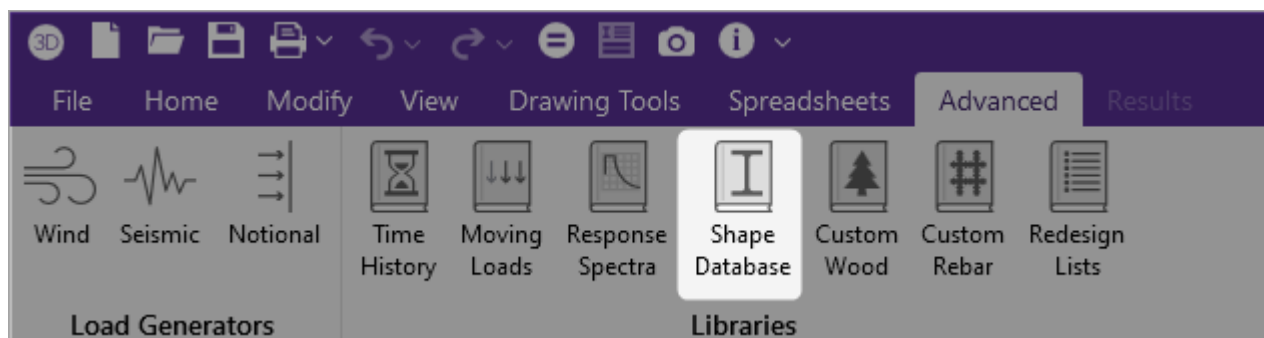 3D
File Home Modify View Drawing Tools Spreadsheets Advanced Results
Wind Seismic Notional Time History Moving Loads Response Spectra Shape Database Custom Wood Custom Rebar Redesign Lists
Load Generators Libraries